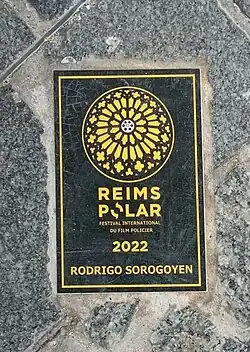 REIMS
POLAR
FESTIVAL INTERNATIONAL
DU FILM POLICIER
2022
RODRIGO SOROGOYEN